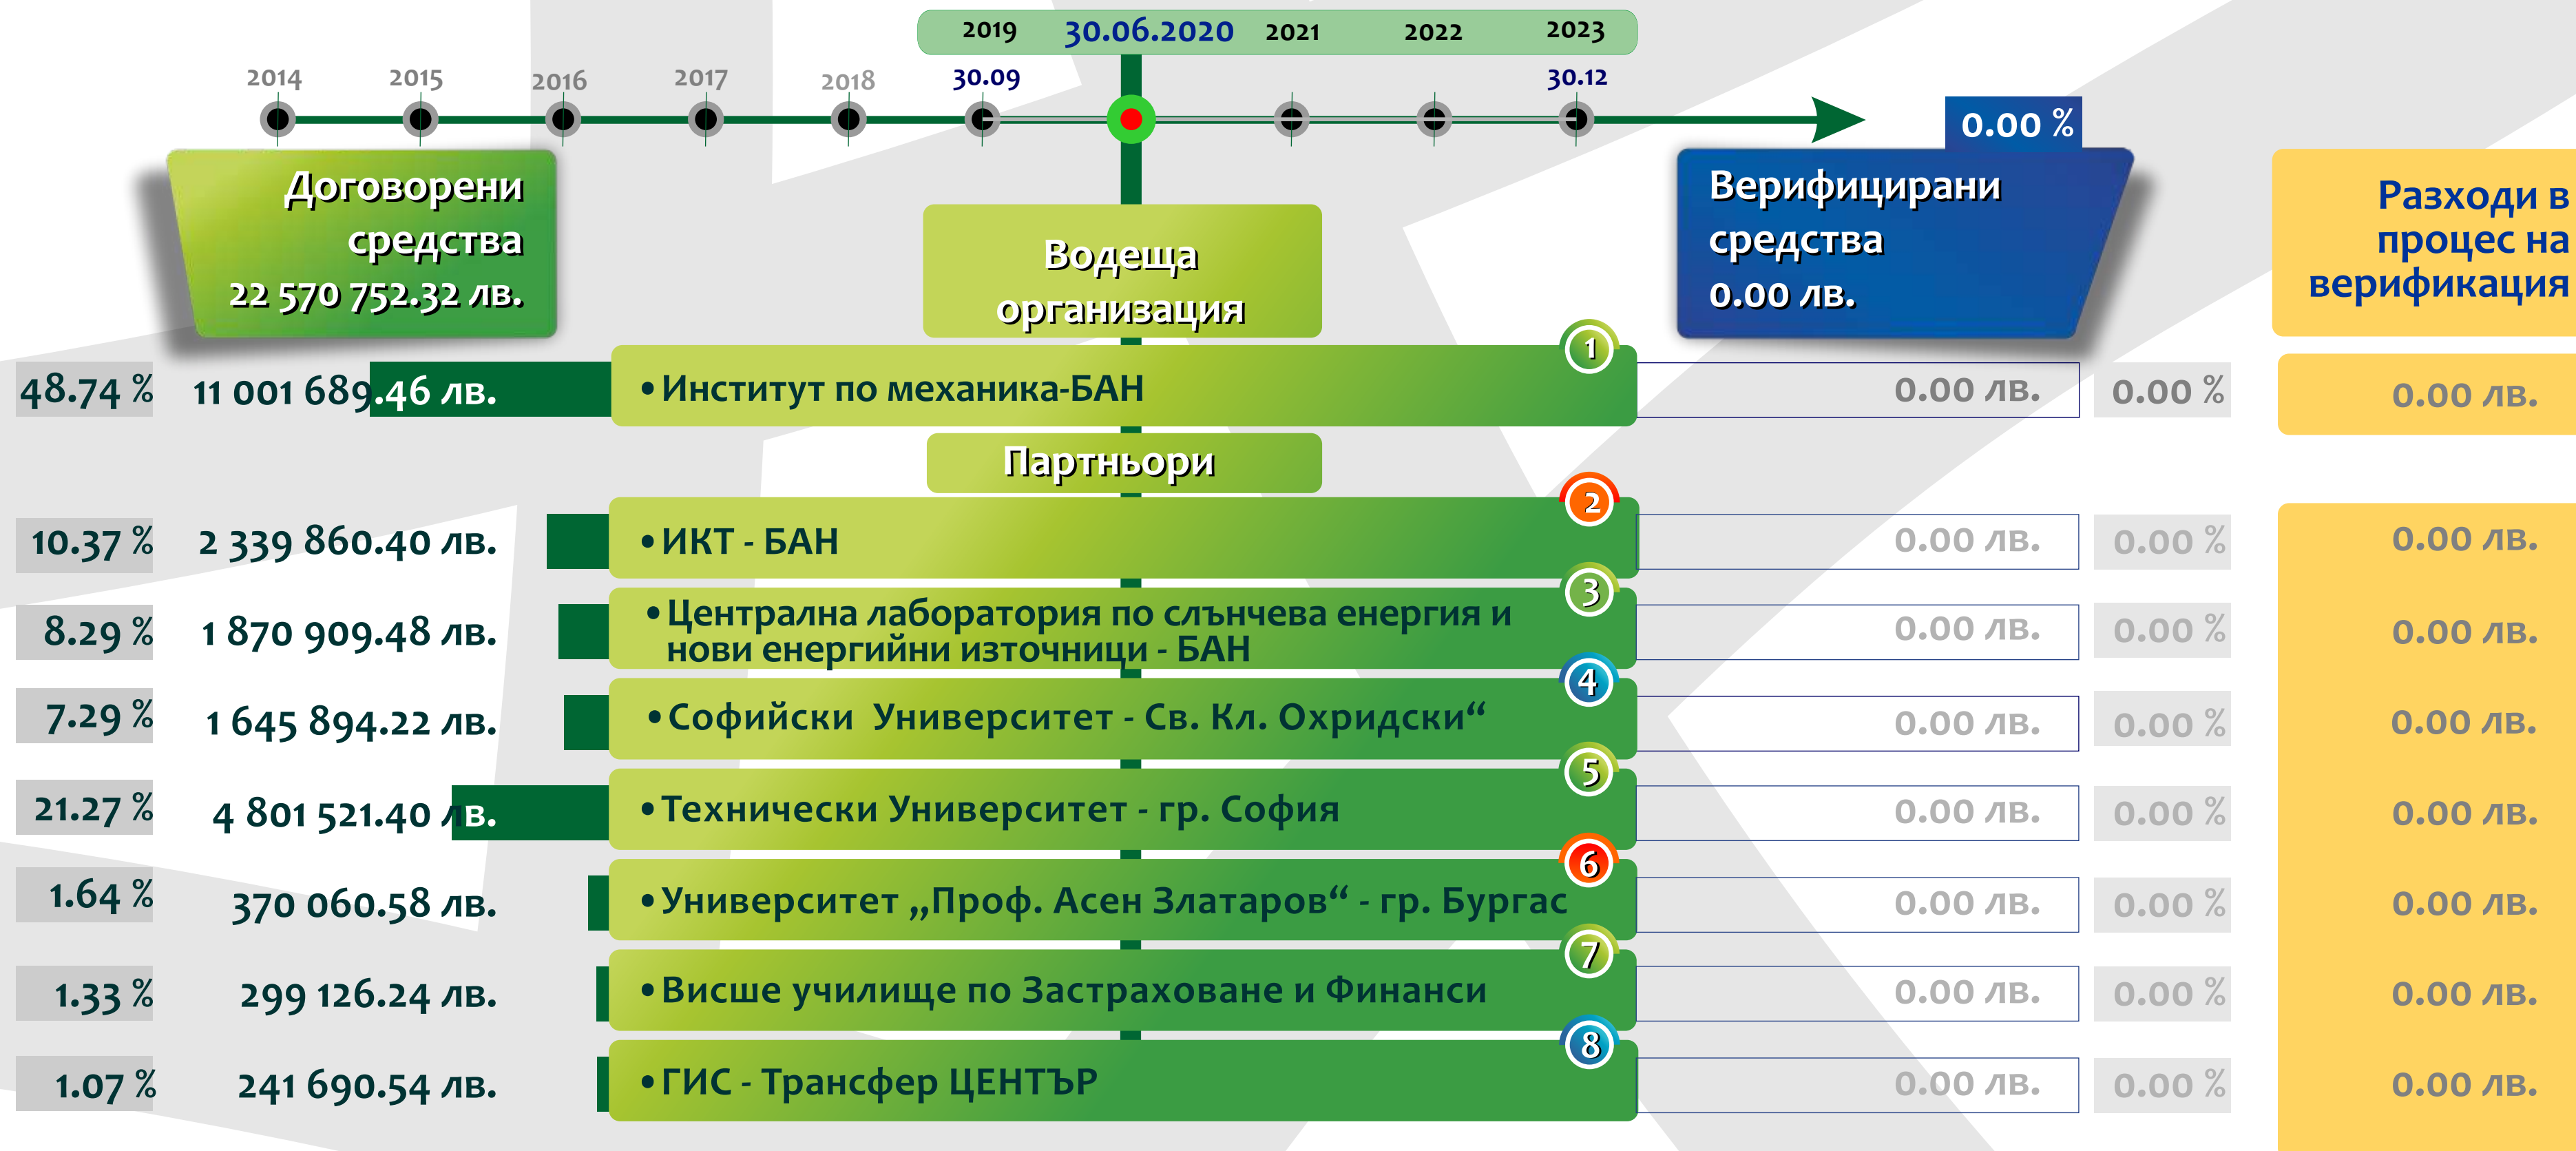 2019 30.06.2020 2021 2022 2023
2014 2015 2016 2017 2018 30.09 30.12
0.00 %
Договорени
средства
22 570 752.32 лв.
Водеща
организация
Верифицирани
средства
0.00 лв.
Разходи в
процес на
верификация
1
48.74 % 11 001 689.46 лв. •Институт по механика-БАН 0.00 лв. 0.00 % 0.00 лв.
Партньори
2
10.37 % 2 339 860.40 лв. •ИКТ - БАН 0.00 лв. 0.00 % 0.00 лв.
3
8.29 % 1 870 909.48 лв. •Централна лаборатория по слънчева енергия и
нови енергийни източници - БАН 0.00 лв. 0.00 % 0.00 лв.
4
7.29 % 1 645 894.22 лв. •Софийски Университет - Св. Кл. Охридски“ 0.00 лв. 0.00 % 0.00 лв.
5
21.27 % 4 801 521.40 лв. •Технически Университет - гр. София 0.00 лв. 0.00 % 0.00 лв.
6
1.64 % 370 060.58 лв. •Университет „Проф. Асен Златаров“ - гр. Бургас 0.00 лв. 0.00 % 0.00 лв.
7
1.33 % 299 126.24 лв. •Висше училище по Застраховане и Финанси 0.00 лв. 0.00 % 0.00 лв.
8
1.07 % 241 690.54 лв. •ГИС - Трансфер ЦЕНТЪР 0.00 лв. 0.00 % 0.00 лв.